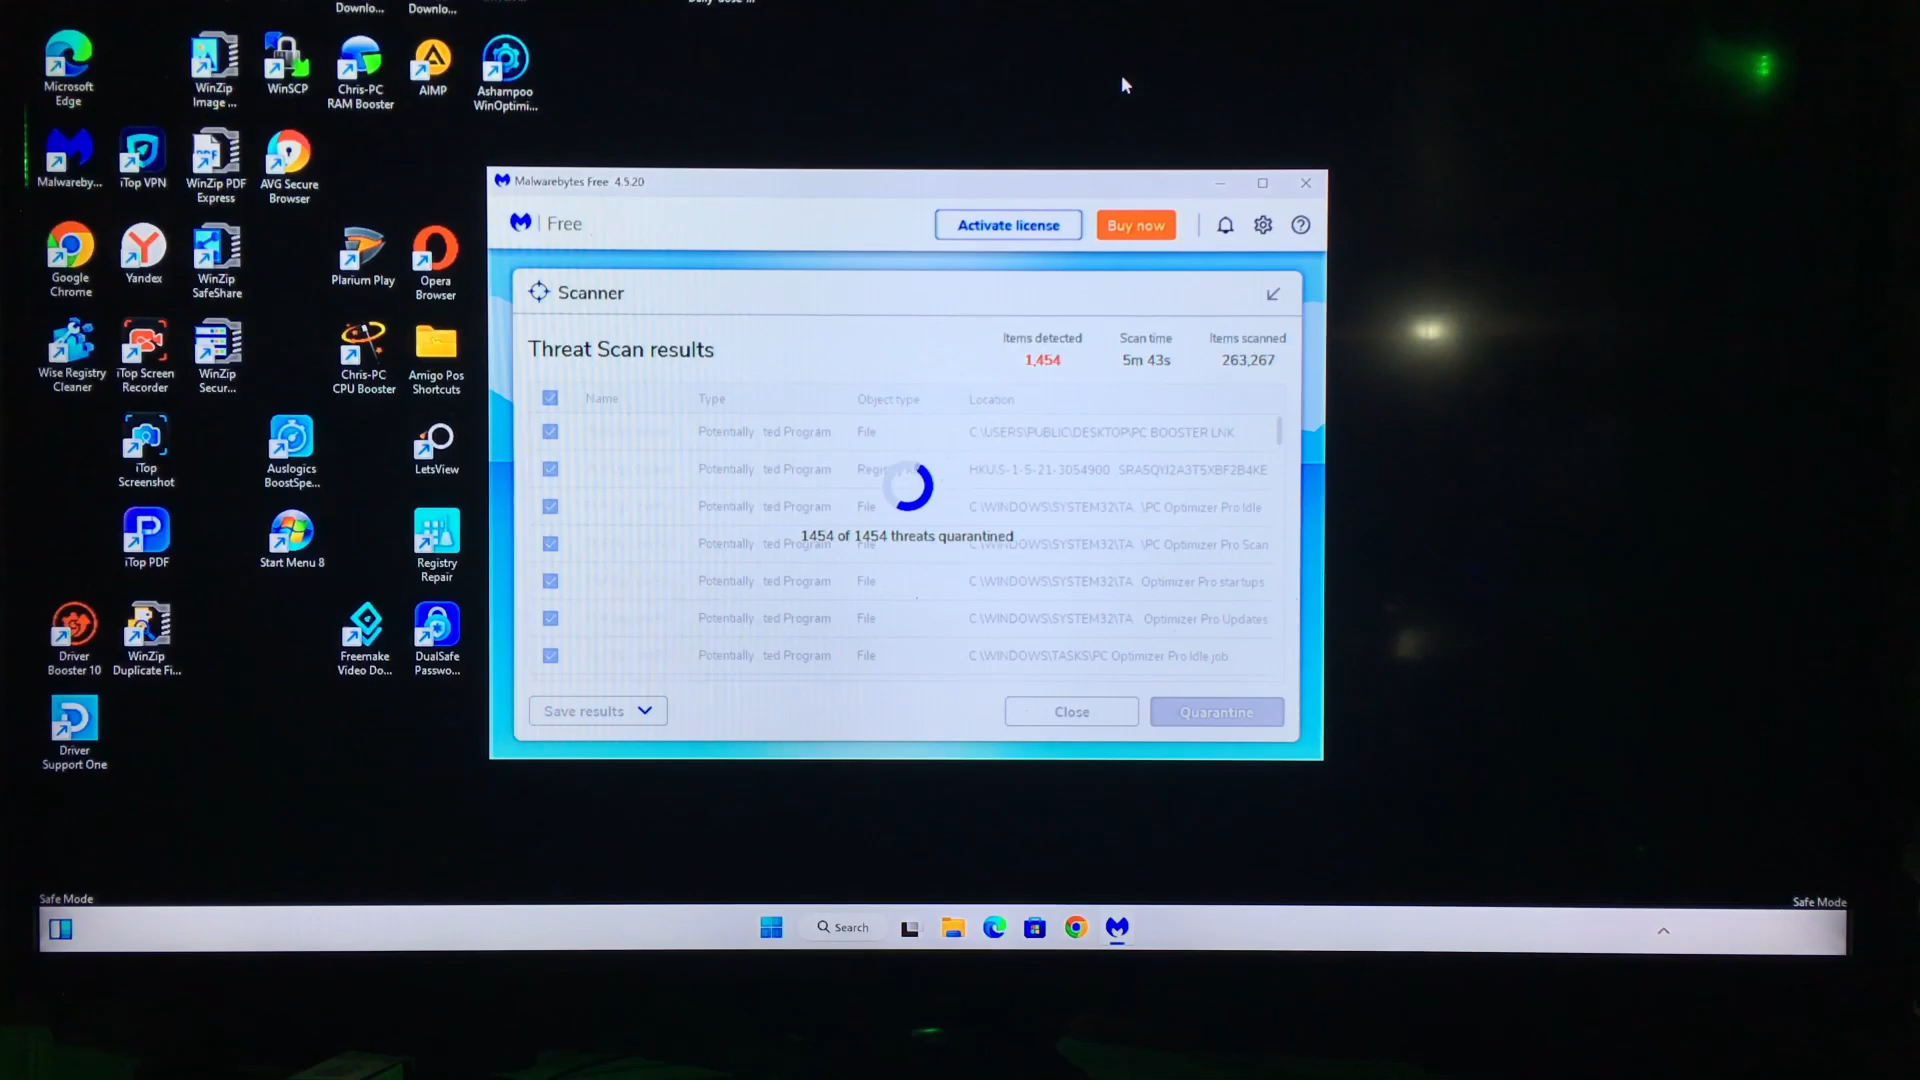 Downlo...
Downlo...
Microsoft
Edge
WinZip
Image ...
WinSCP
Chris-PC
RAM Booster
AIMP
Ashampoo
WinOptimi...
Malwareby...
iTop VPN
WinZip PDF
Express
AVG Secure
Browser
Google
Chrome
Yandex
WinZip
SafeShare
Plarium Play
Opera
Browser
Wise Registry
Cleaner
iTop Screen
Recorder
WinZip
Secur...
Chris-PC
CPU Booster
Amigo Pos
Shortcuts
iTop
Screenshot
Auslogics
BoostSpe...
LetsView
iTop PDF
Start Menu 8
Registry
Repair
Driver
Booster 10
WinZip
Duplicate Fi...
Freemake
Video Do...
DualSafe
Passwo...
Driver
Support One
Malwarebytes Free 4.5.20
Free
Activate license
Buy now
Scanner
Threat Scan results
Items detected
1,454
Scan time
5m 43s
Items scanned
263,267
Name Type Object type Location
Potentially ted Program File C:\USERS\PUBLIC\DESKTOP\PC BOOSTER.LNK
Potentially ted Program HKU\S-1-5-21-3054900 SRA5QYJ2A3T5XBF2B4KE
Potentially ted Program File C:\WINDOWS\SYSTEM32\TA \PC Optimizer Pro Idle
Potentially ted Program File C:\WINDOWS\SYSTEM32\TA \PC Optimizer Pro Scan
1454 of 1454 threats quarantined
Potentially ted Program File C:\WINDOWS\SYSTEM32\TA Optimizer Pro startups
Potentially ted Program File C:\WINDOWS\SYSTEM32\TA Optimizer Pro Updates
Potentially ted Program File C:\WINDOWS\TASKS\PC Optimizer Pro Idle.job
Save results
Close
Quarantine
Safe Mode
Safe Mode
Search